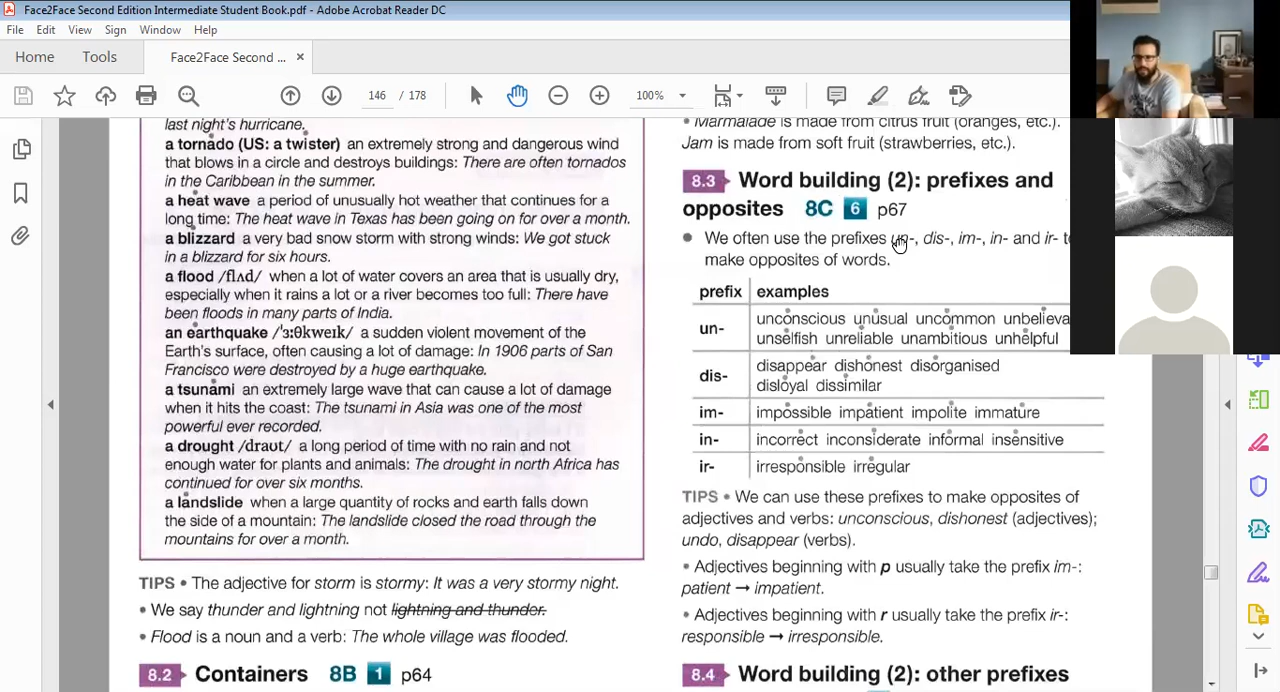 Face2Face Second Edition Intermediate Student Book.pdf - Adobe Acrobat Reader DC
File Edit View Sign Window Help
Home Tools Face2Face Second ... ×
146 / 178 100%
last night's hurricane.
a tornado (US: a twister) an extremely strong and dangerous wind
that blows in a circle and destroys buildings: There are often tornados
in the Caribbean in the summer.
a heat wave a period of unusually hot weather that continues for a
long time: The heat wave in Texas has been going on for over a month.
a blizzard a very bad snow storm with strong winds: We got stuck
in a blizzard for six hours.
a flood /flʌd/ when a lot of water covers an area that is usually dry,
especially when it rains a lot or a river becomes too full: There have
been floods in many parts of India.
an earthquake /ˈɜːθkweɪk/ a sudden violent movement of the
Earth's surface, often causing a lot of damage: In 1906 parts of San
Francisco were destroyed by a huge earthquake.
a tsunami an extremely large wave that can cause a lot of damage
when it hits the coast: The tsunami in Asia was one of the most
powerful ever recorded.
a drought /draʊt/ a long period of time with no rain and not
enough water for plants and animals: The drought in north Africa has
continued for over six months.
a landslide when a large quantity of rocks and earth falls down
the side of a mountain: The landslide closed the road through the
mountains for over a month.
TIPS • The adjective for storm is stormy: It was a very stormy night.
• We say thunder and lightning not lightning and thunder.
• Flood is a noun and a verb: The whole village was flooded.
8.2 Containers 8B 1 p64
• Marmalade is made from citrus fruit (oranges, etc.).
Jam is made from soft fruit (strawberries, etc.).
8.3 Word building (2): prefixes and
opposites 8C 6 p67
• We often use the prefixes un-, dis-, im-, in- and ir-
make opposites of words.
prefix examples
un- unconscious unusual uncommon unbelieva
unselfish unreliable unambitious unhelpful
dis- disappear dishonest disorganised
disloyal dissimilar
im- impossible impatient impolite immature
in- incorrect inconsiderate informal insensitive
ir- irresponsible irregular
TIPS • We can use these prefixes to make opposites of
adjectives and verbs: unconscious, dishonest (adjectives);
undo, disappear (verbs).
• Adjectives beginning with p usually take the prefix im-:
patient → impatient.
• Adjectives beginning with r usually take the prefix ir-:
responsible → irresponsible.
8.4 Word building (2): other prefixes